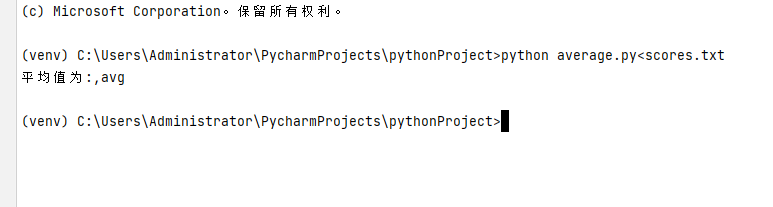 (c) Microsoft Corporation。保留所有权利。
(venv) C:\Users\Administrator\PycharmProjects\pythonProject>python average.py<scores.txt
平均值为:,avg
(venv) C:\Users\Administrator\PycharmProjects\pythonProject>